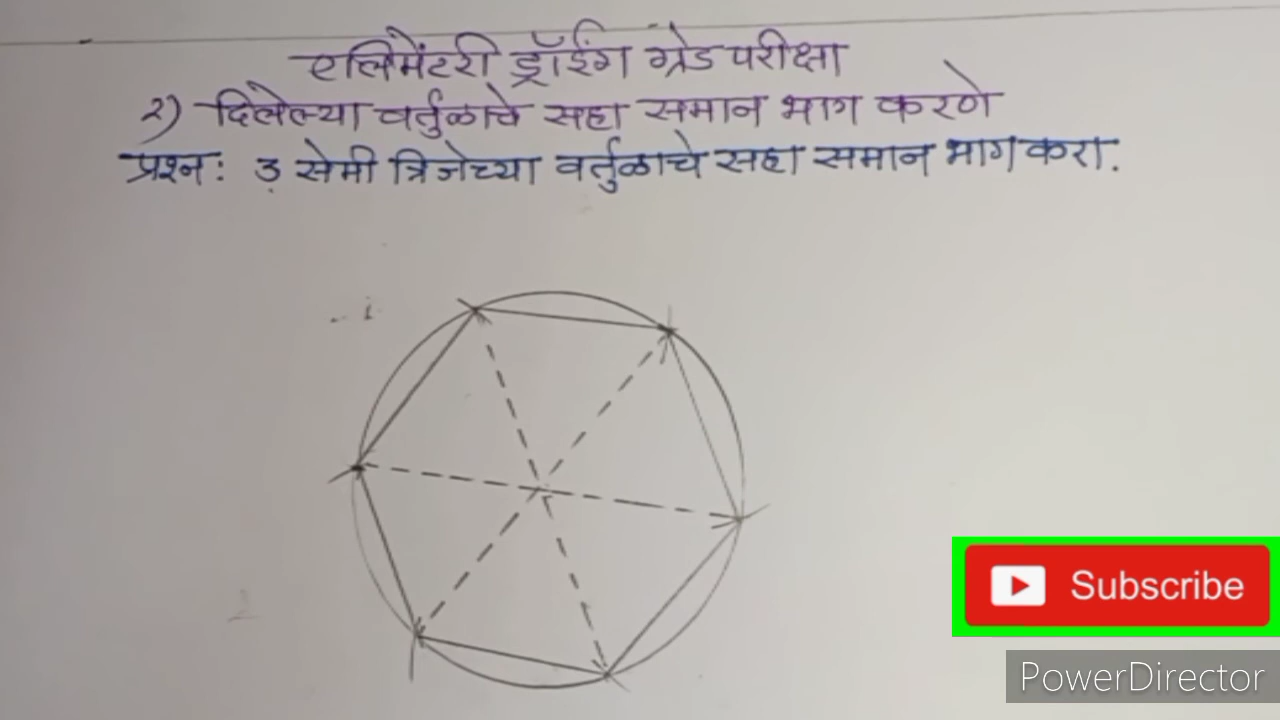 एलिमेंटरी ड्रॉईंग ग्रेड परीक्षा
२) दिलेल्या वर्तुळाचे सहा समान भाग करणे
प्रश्न: ३ सेमी त्रिजेच्या वर्तुळाचे सहा समान भाग करा.
Subscribe
PowerDirector